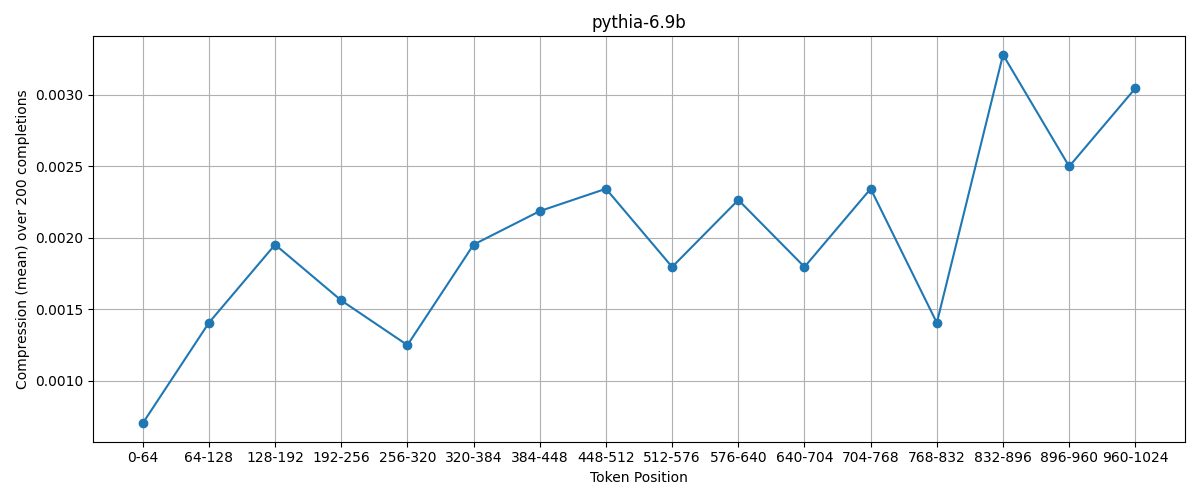 pythia-6.9b
Compression (mean) over 200 completions
0.0030
0.0025
0.0020
0.0015
0.0010
0-64 64-128 128-192 192-256 256-320 320-384 384-448 448-512 512-576 576-640 640-704 704-768 768-832 832-896 896-960 960-1024
Token Position